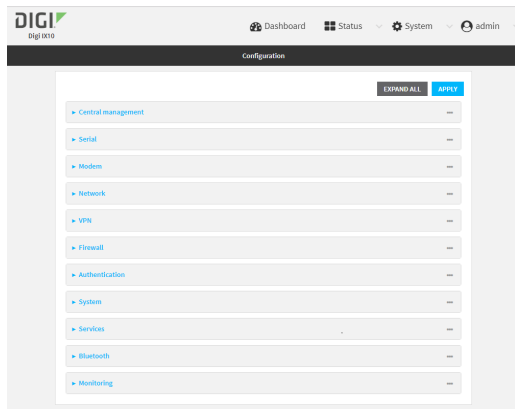 DIGI
Digi IX10
Dashboard Status System admin
Configuration
EXPAND ALL APPLY
Central management
Serial
Modem
Network
VPN
Firewall
Authentication
System
Services
Bluetooth
Monitoring